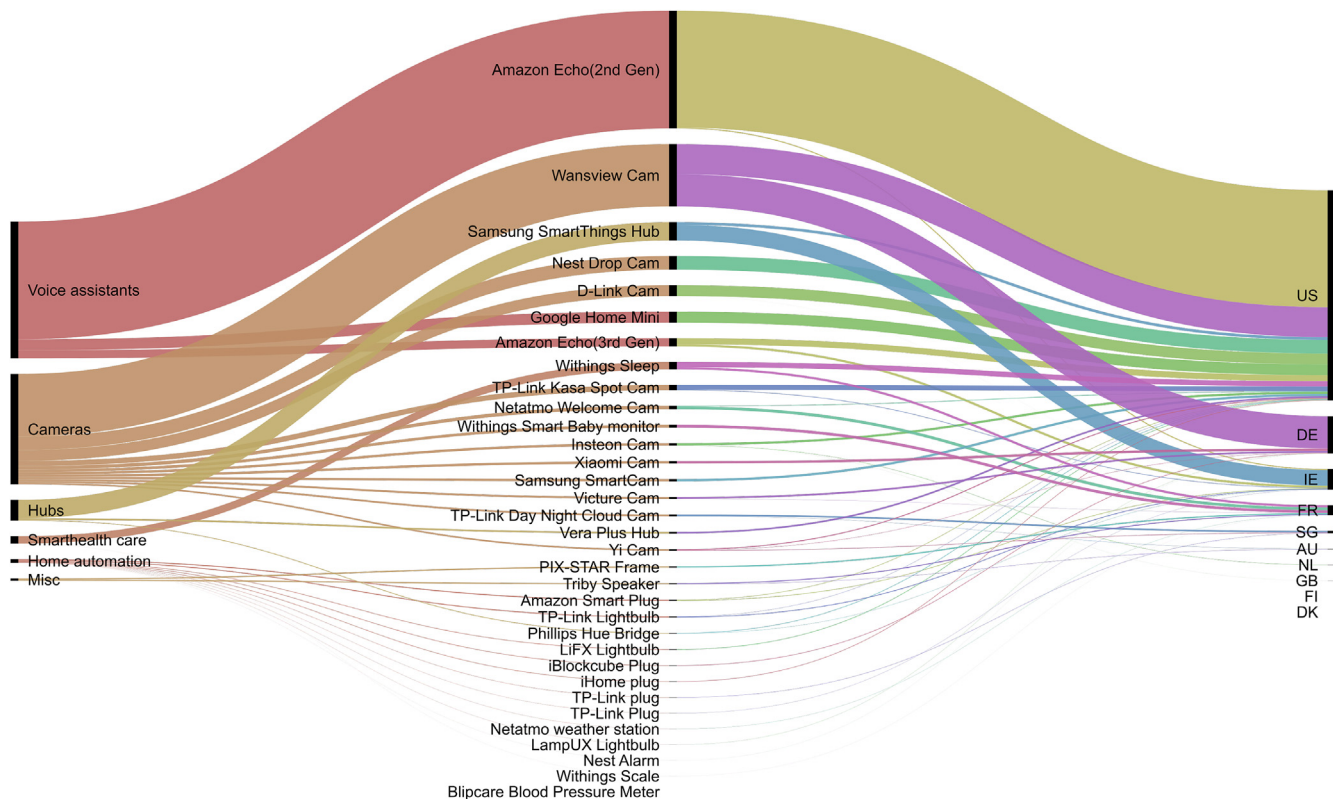 Voice assistants
Cameras
Hubs
Smarthealth care
Home automation
Misc
Amazon Echo(2nd Gen)
Wansview Cam
Samsung SmartThings Hub
Nest Drop Cam
D-Link Cam
Google Home Mini
Amazon Echo(3rd Gen)
Withings Sleep
TP-Link Kasa Spot Cam
Netatmo Welcome Cam
Withings Smart Baby monitor
Insteon Cam
Xiaomi Cam
Samsung SmartCam
Victure Cam
TP-Link Day Night Cloud Cam
Vera Plus Hub
Yi Cam
PIX-STAR Frame
Triby Speaker
Amazon Smart Plug
TP-Link Lightbulb
Phillips Hue Bridge
LiFX Lightbulb
iBlockcube Plug
iHome plug
TP-Link plug
TP-Link Plug
Netatmo weather station
LampUX Lightbulb
Nest Alarm
Withings Scale
Blipcare Blood Pressure Meter
US
DE
IE
FR
SG
AU
NL
GB
FI
DK